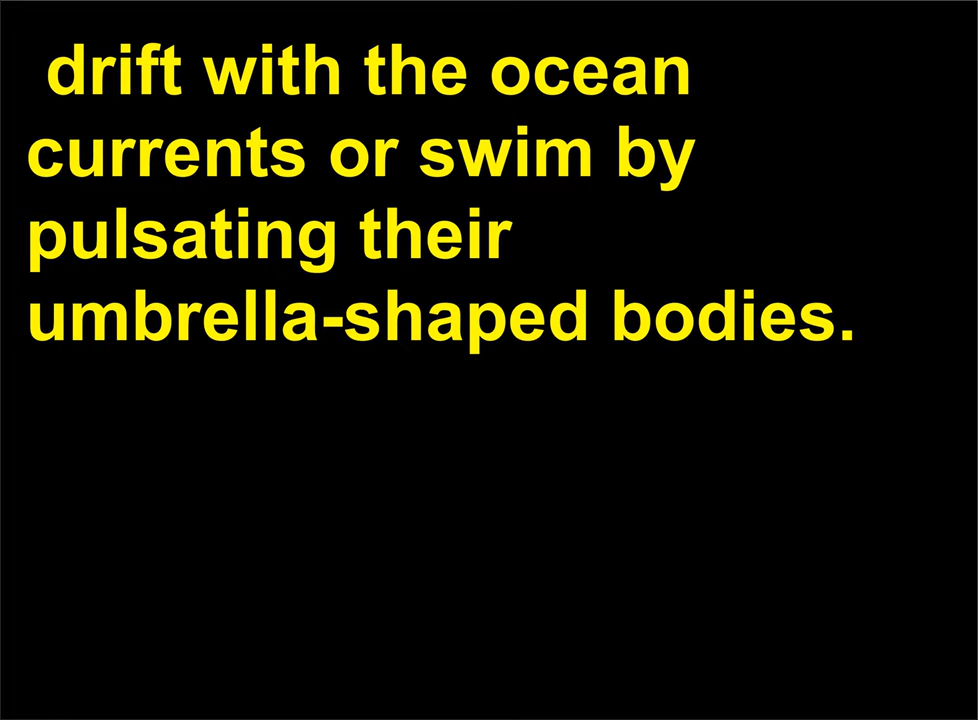 drift with the ocean
currents or swim by
pulsating their
umbrella-shaped bodies.